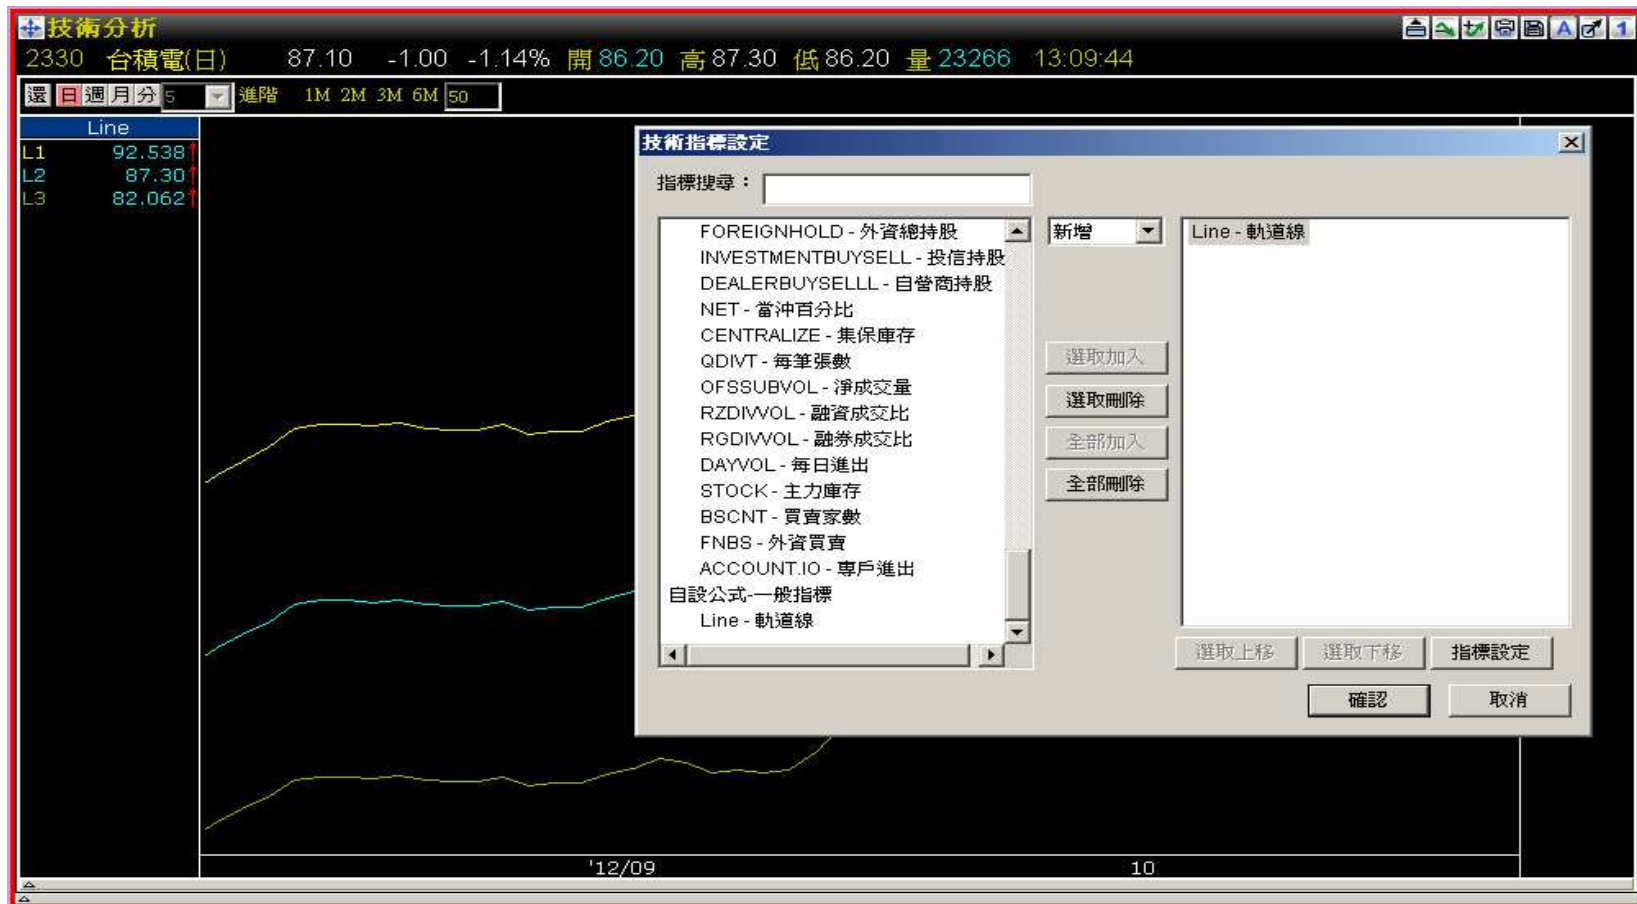 技術分析
A 1
2330 台積電(日) 87.10 -1.00 -1.14% 開 86.20 高 87.30 低 86.20 量 23266 13:09:44
還 日 週 月 分 5 進階 1M 2M 3M 6M 50
Line
L1 92.538↑
L2 87.30↑
L3 82.062↑
技術指標設定
指標搜尋：
FOREIGNHOLD - 外資總持股
INVESTMENTBUYSELL - 投信持股
DEALERBUYSELLL - 自營商持股
NET - 當沖百分比
CENTRALIZE - 集保庫存
QDIVT - 每筆張數
OFSSUBVOL - 淨成交量
RZDIVVOL - 融資成交比
RGDIVVOL - 融券成交比
DAYVOL - 每日進出
STOCK - 主力庫存
BSCNT - 買賣家數
FNBS - 外資買賣
ACCOUNT.IO - 專戶進出
自設公式-一般指標
Line - 軌道線
新增
選取加入
選取刪除
全部加入
全部刪除
Line - 軌道線
選取上移 選取下移 指標設定
確認 取消
'12/09 10